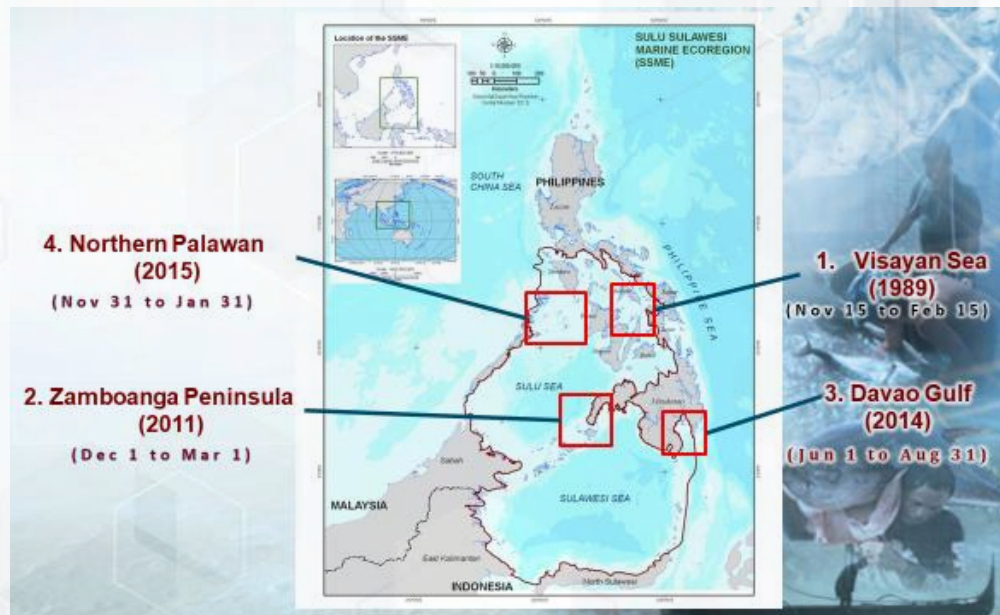 Location of the SSME
SULU SULAWESI
MARINE ECOREGION
(SSME)
SOUTH
CHINA SEA
PHILIPPINES
Luzon
PHILIPPINE SEA
4. Northern Palawan
(2015)
(Nov 31 to Jan 31)
1. Visayan Sea
(1989)
(Nov 15 to Feb 15)
2. Zamboanga Peninsula
(2011)
(Dec 1 to Mar 1)
3. Davao Gulf
(2014)
(Jun 1 to Aug 31)
SULU SEA
Mindanao
Sabah
SULAWESI SEA
MALAYSIA
East Kalimantan
INDONESIA
North Sulawesi